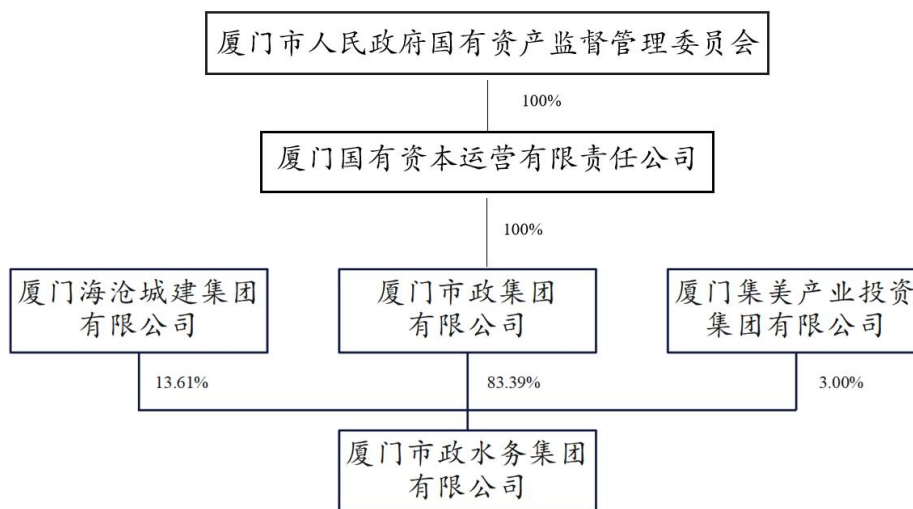 厦门市人民政府国有资产监督管理委员会
100%
厦门国有资本运营有限责任公司
100%
厦门海沧城建集团
有限公司
厦门市政集团
有限公司
厦门集美产业投资
集团有限公司
13.61%
83.39%
3.00%
厦门市政水务集团
有限公司